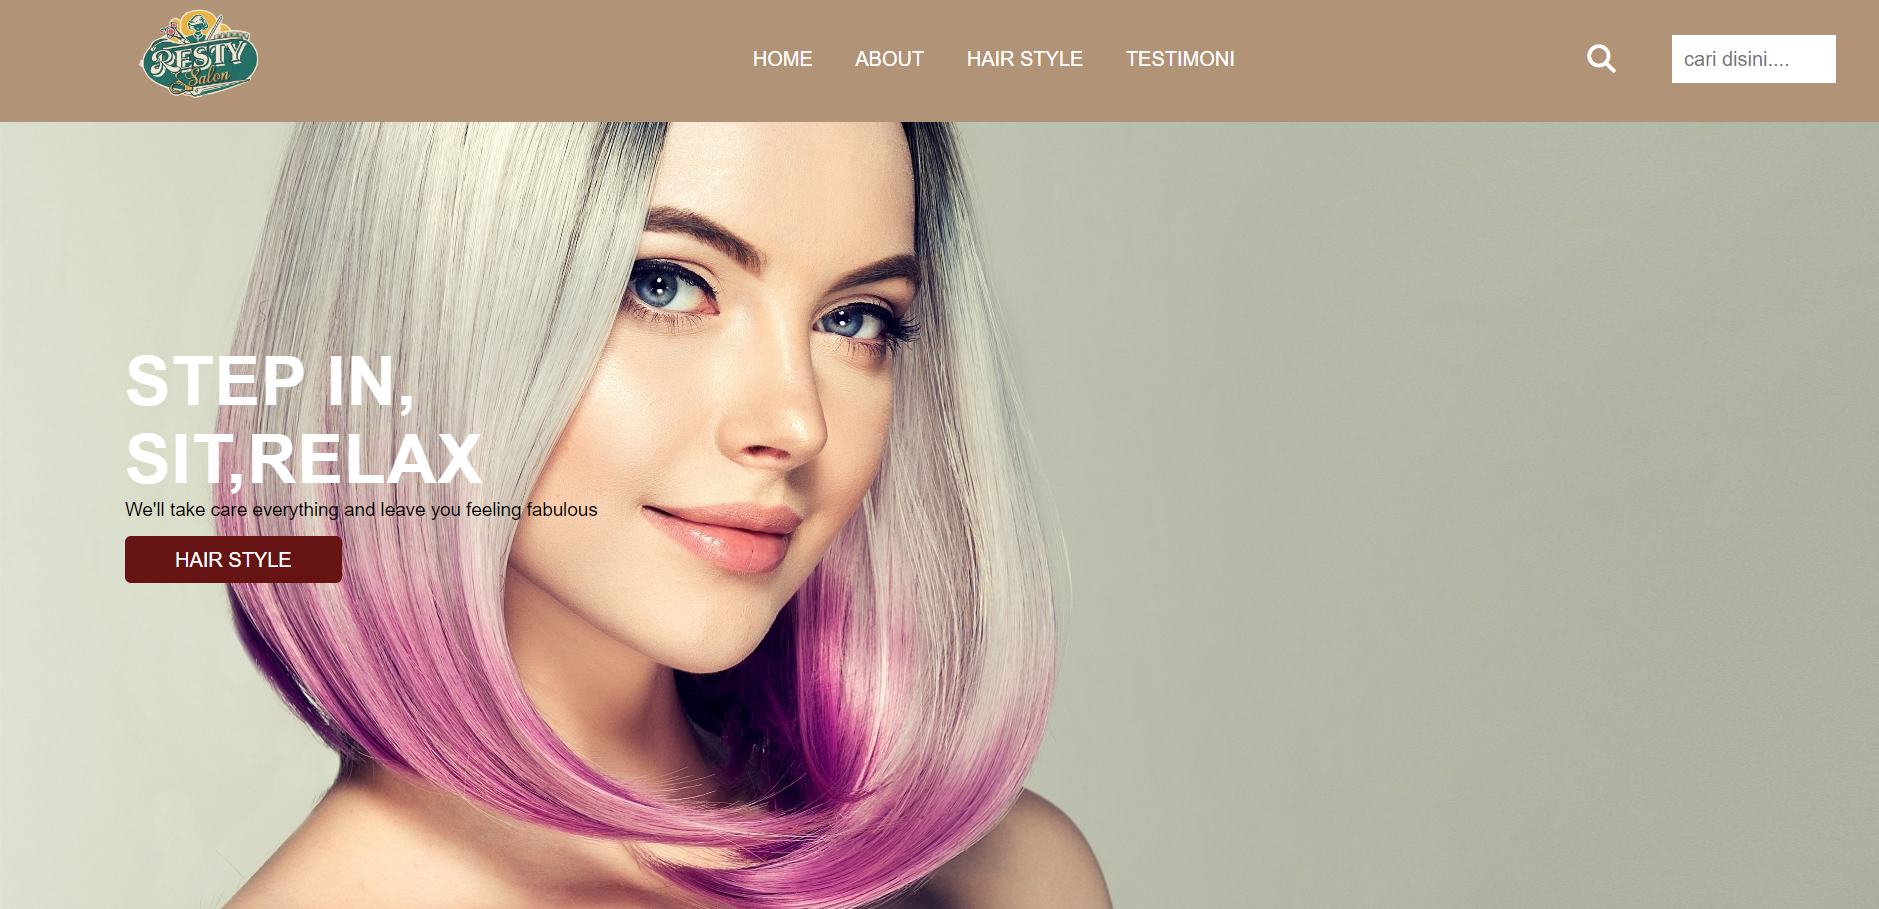 RESTY
Salon
HOME ABOUT HAIR STYLE TESTIMONI
cari disini....
STEP IN,
SIT,RELAX
We'll take care everything and leave you feeling fabulous
HAIR STYLE